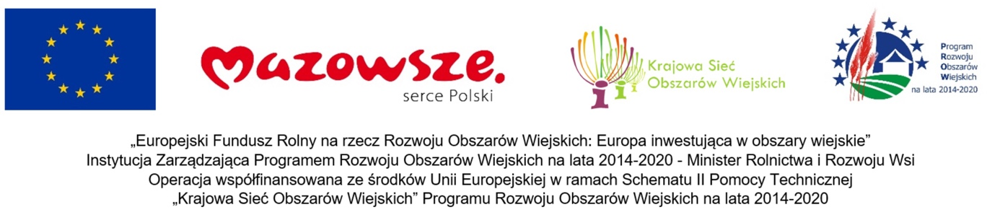 mazowsze.
serce Polski
Krajowa Sieć
Obszarów Wiejskich
Program
Rozwoju
Obszarów
Wiejskich
na lata 2014-2020
„Europejski Fundusz Rolny na rzecz Rozwoju Obszarów Wiejskich: Europa inwestująca w obszary wiejskie”
Instytucja Zarządzająca Programem Rozwoju Obszarów Wiejskich na lata 2014-2020 - Minister Rolnictwa i Rozwoju Wsi
Operacja współfinansowana ze środków Unii Europejskiej w ramach Schematu II Pomocy Technicznej
„Krajowa Sieć Obszarów Wiejskich” Programu Rozwoju Obszarów Wiejskich na lata 2014-2020